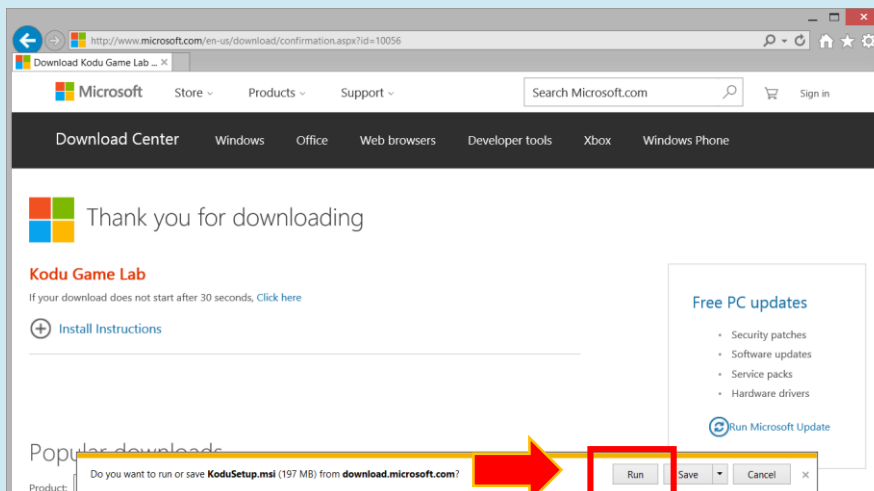 http://www.microsoft.com/en-us/download/confirmation.aspx?id=10056
Download Kodu Game Lab ...
Microsoft Store Products Support Search Microsoft.com Sign in
Download Center Windows Office Web browsers Developer tools Xbox Windows Phone
Thank you for downloading
Kodu Game Lab
If your download does not start after 30 seconds, Click here
Install Instructions
Free PC updates
• Security patches
• Software updates
• Service packs
• Hardware drivers
Run Microsoft Update
Popular downloads
Do you want to run or save KoduSetup.msi (197 MB) from download.microsoft.com? Run Save Cancel
Product: